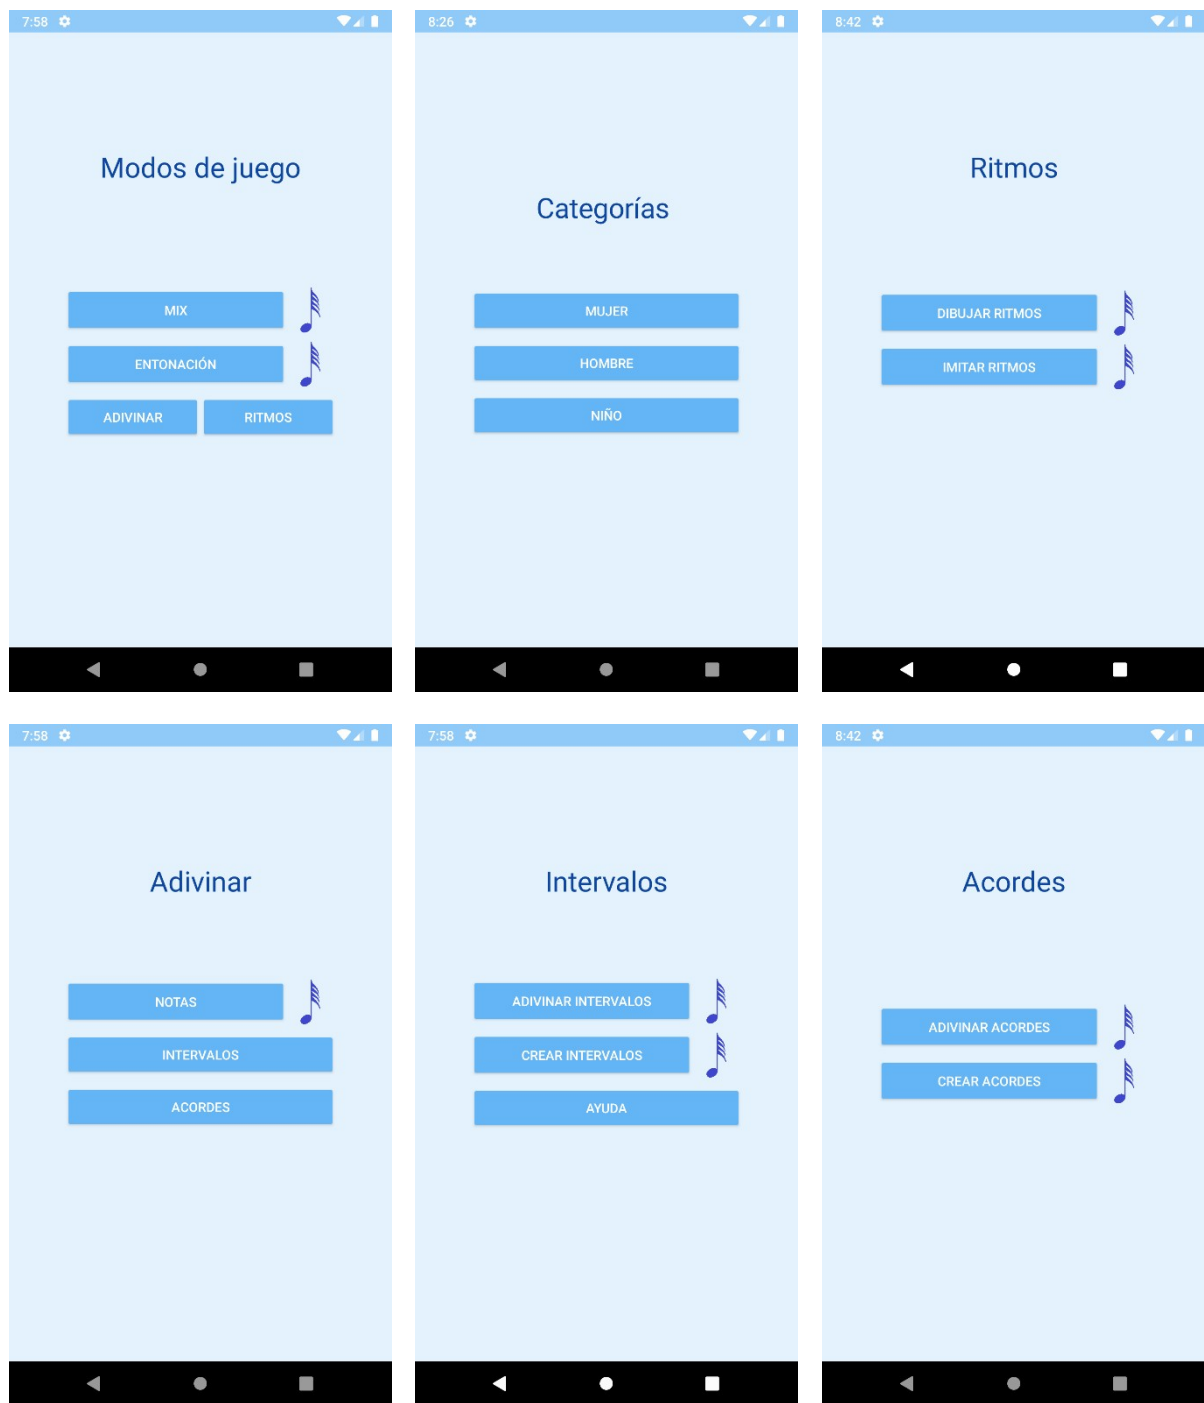 7:58
Modos de juego
MIX
ENTONACIÓN
ADIVINAR RITMOS
8:26
Categorías
MUJER
HOMBRE
NIÑO
8:42
Ritmos
DIBUJAR RITMOS
IMITAR RITMOS
7:58
Adivinar
NOTAS
INTERVALOS
ACORDES
7:58
Intervalos
ADIVINAR INTERVALOS
CREAR INTERVALOS
AYUDA
8:42
Acordes
ADIVINAR ACORDES
CREAR ACORDES